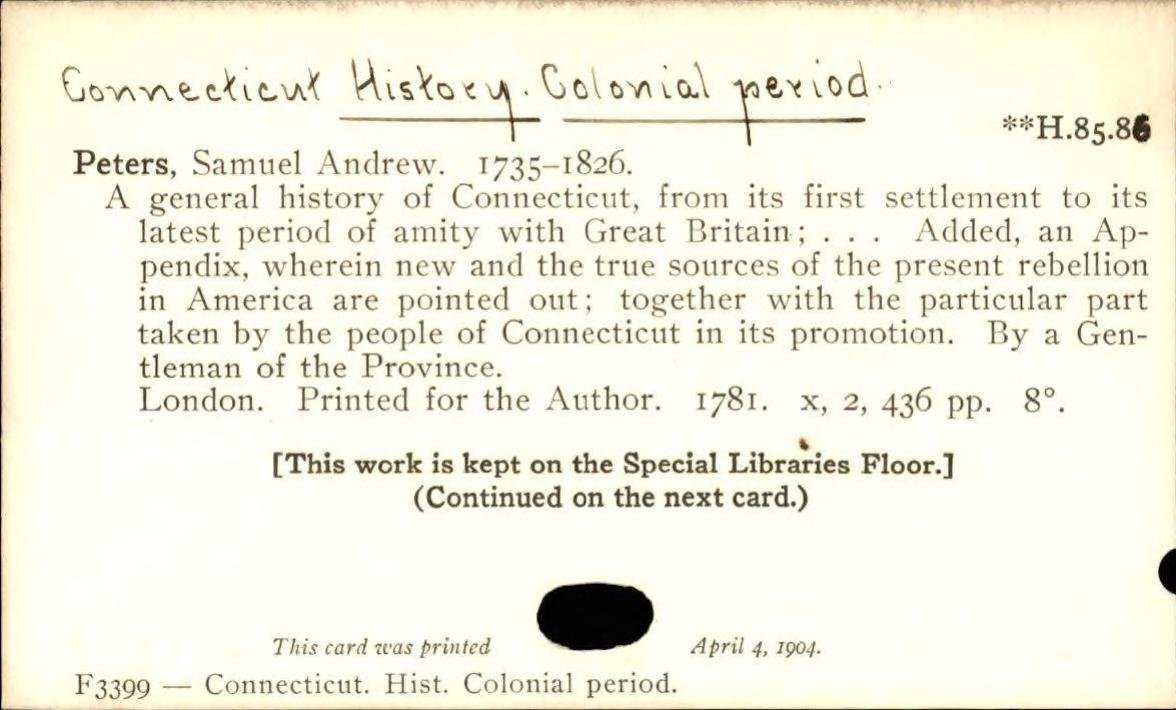 Connecticut History. Colonial period.
**H.85.86
Peters, Samuel Andrew. 1735–1826.
A general history of Connecticut, from its first settlement to its
latest period of amity with Great Britain; . . . Added, an Ap-
pendix, wherein new and the true sources of the present rebellion
in America are pointed out; together with the particular part
taken by the people of Connecticut in its promotion. By a Gen-
tleman of the Province.
London. Printed for the Author. 1781. x, 2, 436 pp. 8°.
[This work is kept on the Special Libraries Floor.]
(Continued on the next card.)
This card was printed April 4, 1904.
F3399 — Connecticut. Hist. Colonial period.